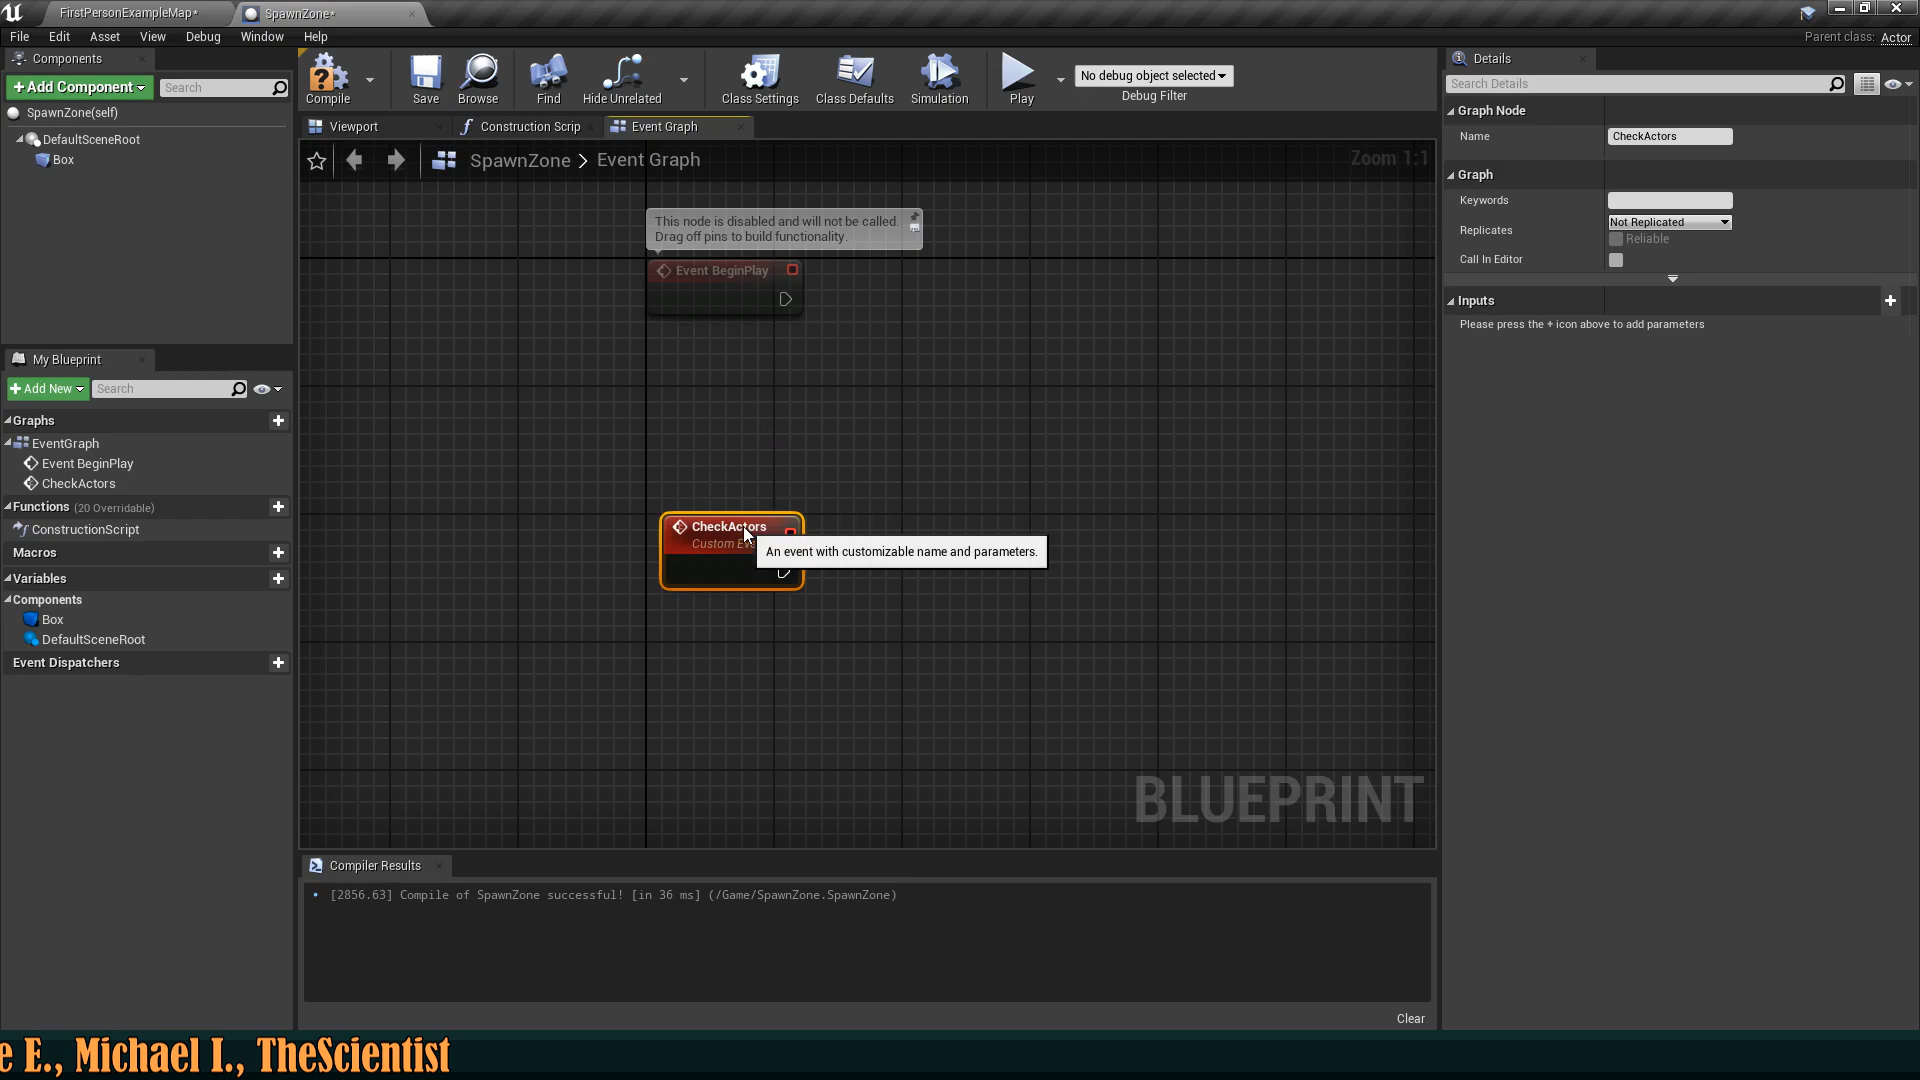 FirstPersonExampleMap*
SpawnZone*
File Edit Asset View Debug Window Help
Parent class: Actor
Components
+Add Component
Search
SpawnZone(self)
DefaultSceneRoot
Box
Compile
Save
Browse
Find
Hide Unrelated
Class Settings
Class Defaults
Simulation
Play
No debug object selected
Debug Filter
Viewport
Construction Scrip
Event Graph
SpawnZone > Event Graph
Zoom 1:1
This node is disabled and will not be called.
Drag off pins to build functionality.
Event BeginPlay
CheckActors
Custom Eve
An event with customizable name and parameters.
BLUEPRINT
My Blueprint
+Add New
Search
Graphs
EventGraph
Event BeginPlay
CheckActors
Functions (20 Overridable)
ConstructionScript
Macros
Variables
Components
Box
DefaultSceneRoot
Event Dispatchers
Compiler Results
• [2856.63] Compile of SpawnZone successful! [in 36 ms] (/Game/SpawnZone.SpawnZone)
Clear
Details
Search Details
Graph Node
Name CheckActors
Graph
Keywords
Replicates Not Replicated
Reliable
Call In Editor
Inputs
Please press the + icon above to add parameters
e E., Michael I., TheScientist